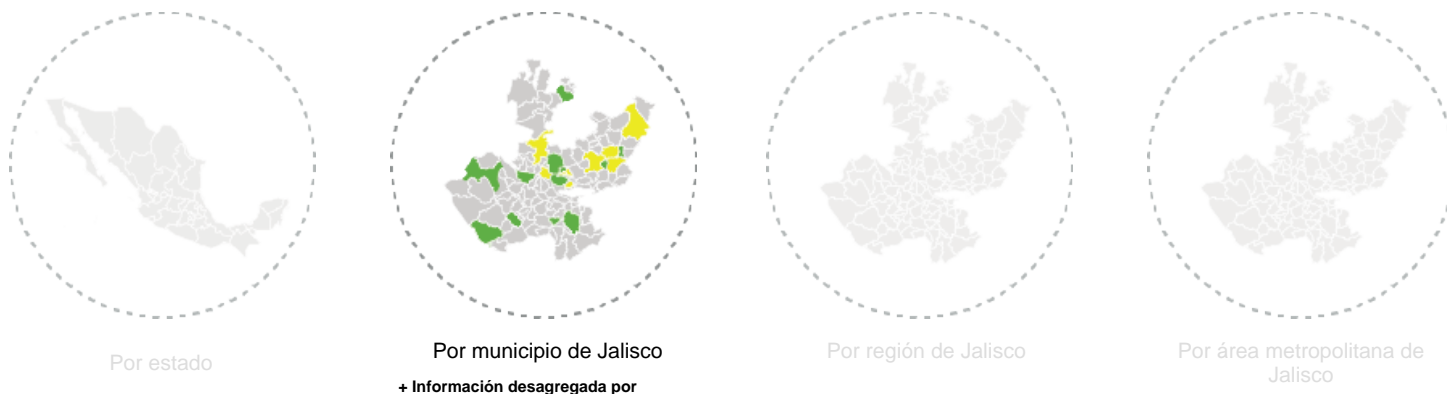 Por estado
Por municipio de Jalisco
+ Información desagregada por
Por región de Jalisco
Por área metropolitana de
Jalisco